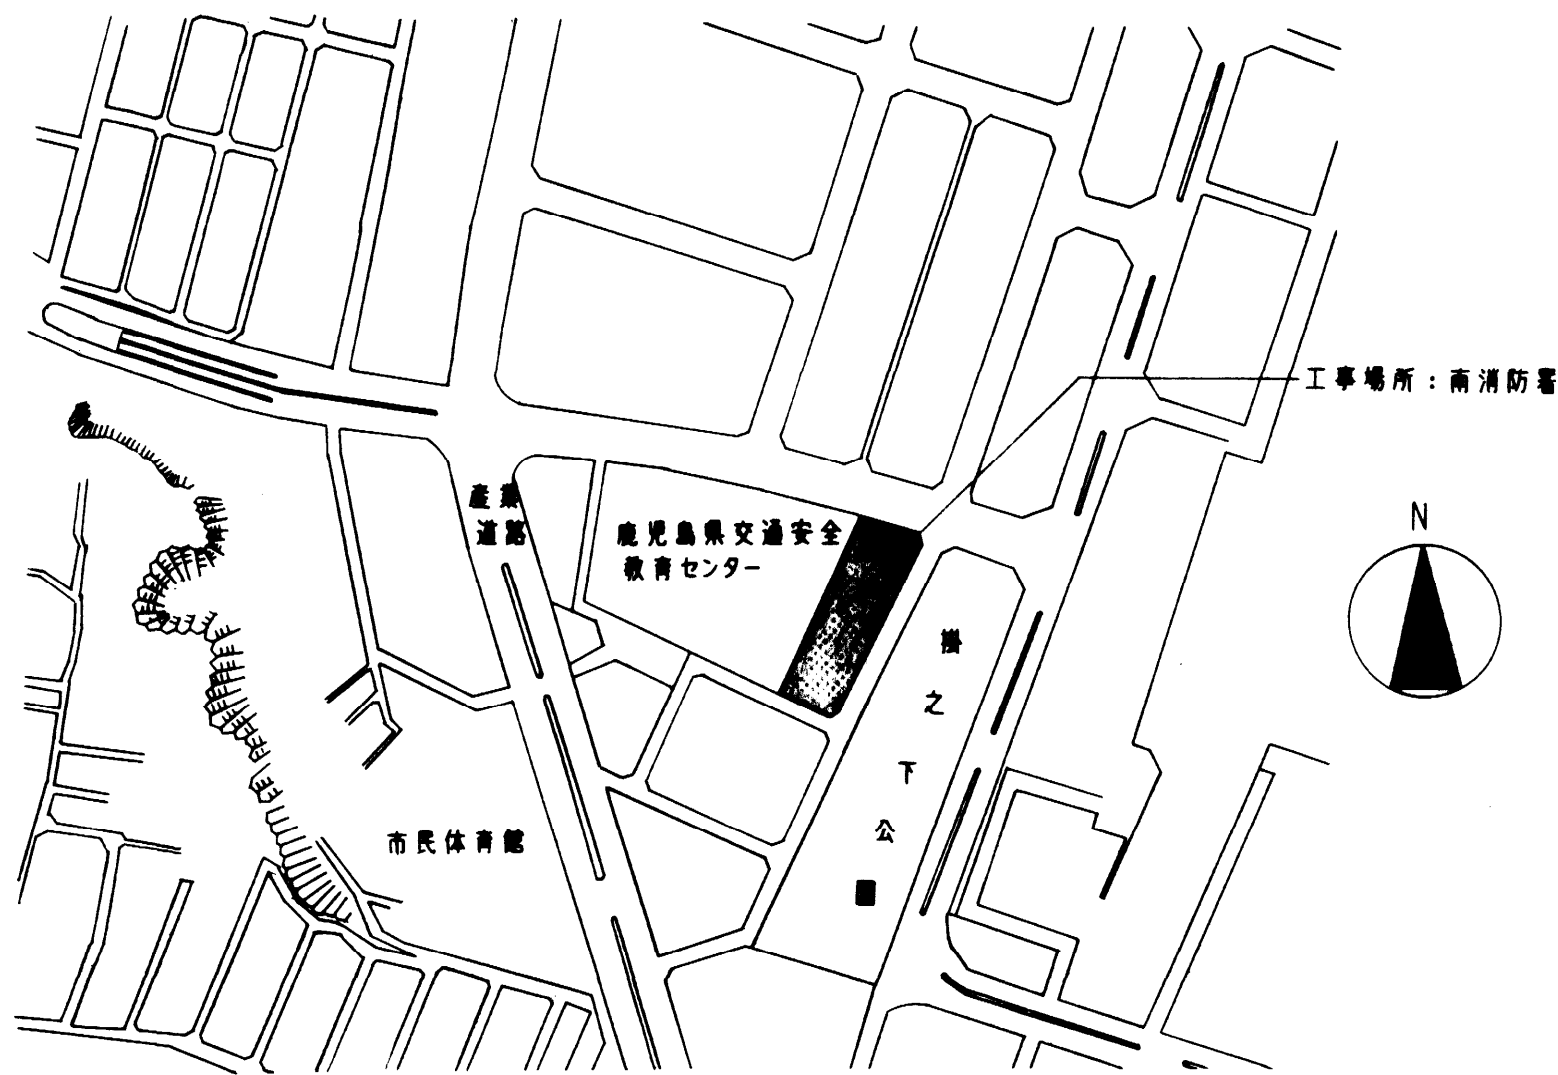 工事場所：南消防署
産業
道路
鹿児島県交通安全
教育センター
N
掛之下公園
市民体育館